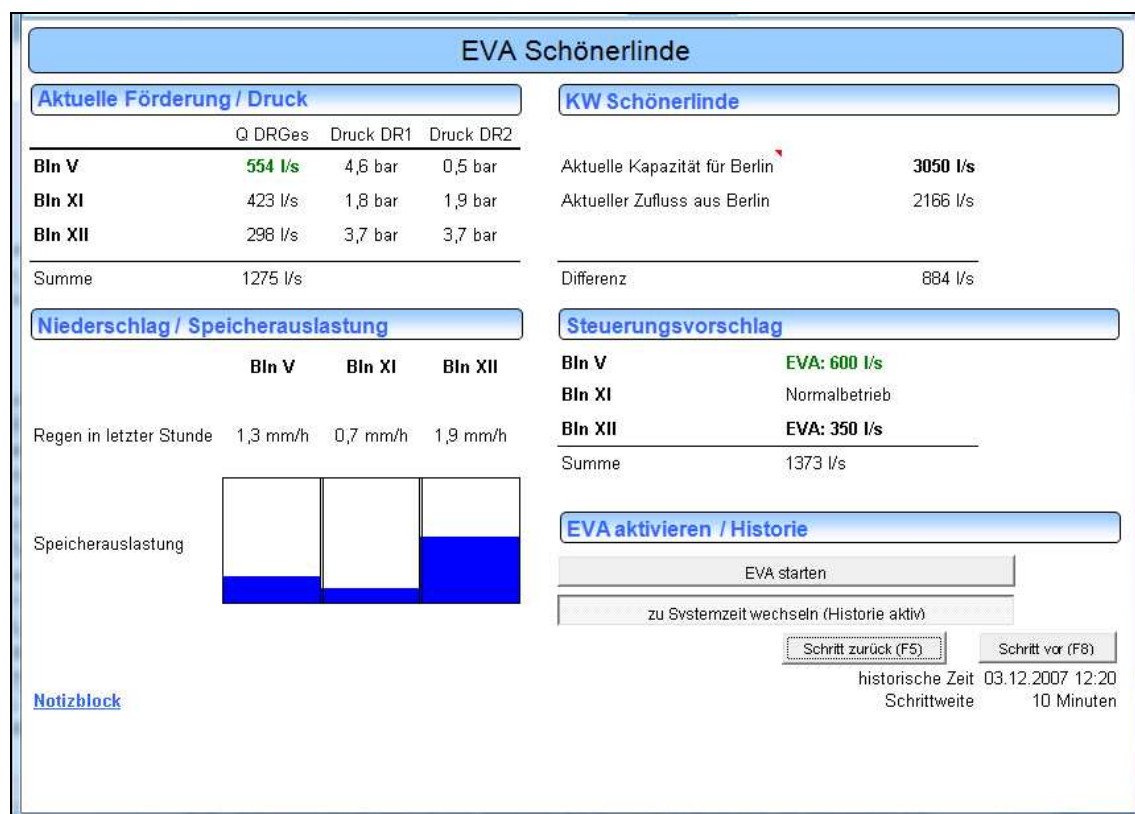 EVA Schönerlinde
Aktuelle Förderung / Druck
Q DRGes Druck DR1 Druck DR2
Bln V 554 l/s 4,6 bar 0,5 bar
Bln XI 423 l/s 1,8 bar 1,9 bar
Bln XII 298 l/s 3,7 bar 3,7 bar
Summe 1275 l/s
KW Schönerlinde
Aktuelle Kapazität für Berlin 3050 l/s
Aktueller Zufluss aus Berlin 2166 l/s
Differenz 884 l/s
Niederschlag / Speicherauslastung
Bln V Bln XI Bln XII
Regen in letzter Stunde 1,3 mm/h 0,7 mm/h 1,9 mm/h
Speicherauslastung
Steuerungsvorschlag
Bln V EVA: 600 l/s
Bln XI Normalbetrieb
Bln XII EVA: 350 l/s
Summe 1373 l/s
EVA aktivieren / Historie
EVA starten
zu Systemzeit wechseln (Historie aktiv)
Schritt zurück (F5) Schritt vor (F8)
historische Zeit 03.12.2007 12:20
Schrittweite 10 Minuten
Notizblock